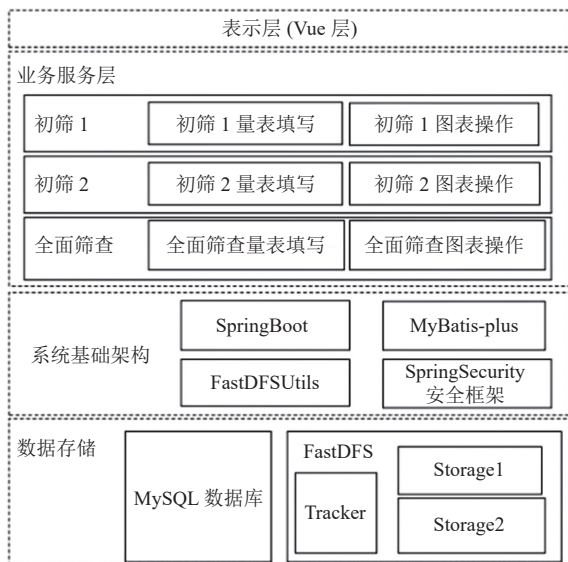 表示层 (Vue 层)
业务服务层
初筛 1
初筛 1 量表填写
初筛 1 图表操作
初筛 2
初筛 2 量表填写
初筛 2 图表操作
全面筛查
全面筛查量表填写
全面筛查图表操作
系统基础架构
SpringBoot
MyBatis-plus
FastDFSUtils
SpringSecurity
安全框架
数据存储
MySQL 数据库
FastDFS
Tracker
Storage1
Storage2